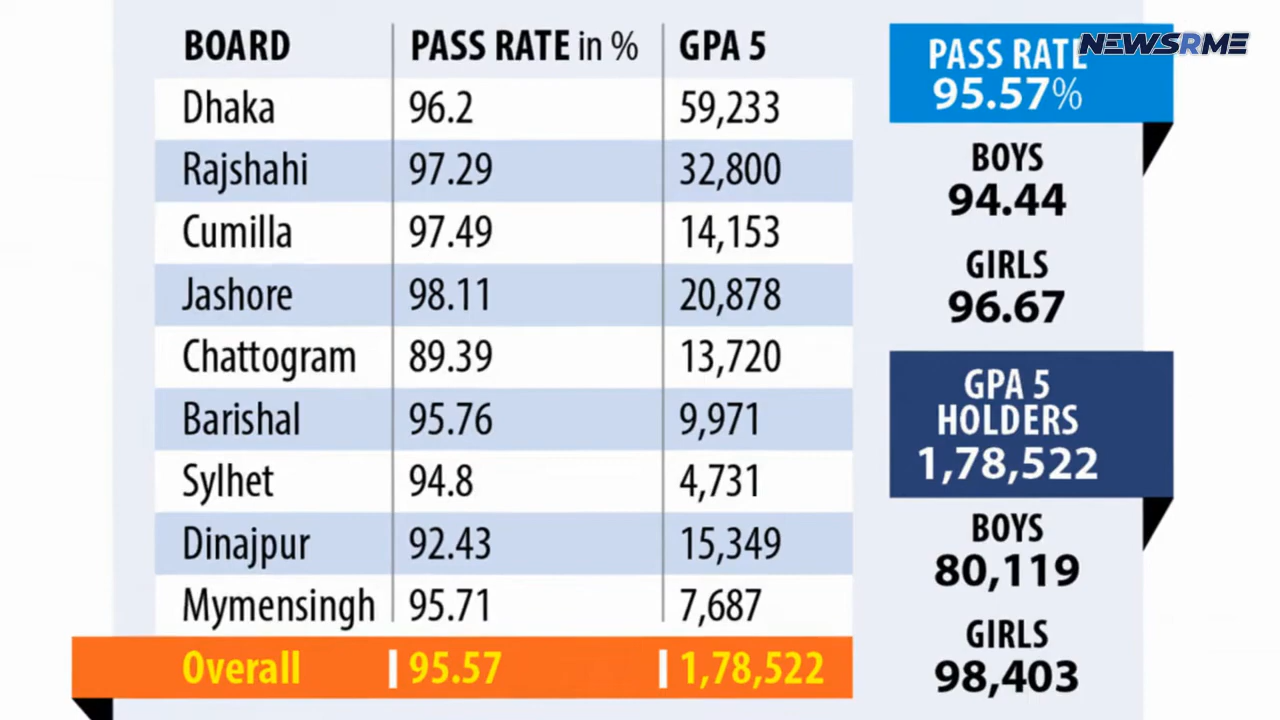 BOARD PASS RATE in % GPA 5
Dhaka 96.2 59,233
Rajshahi 97.29 32,800
Cumilla 97.49 14,153
Jashore 98.11 20,878
Chattogram 89.39 13,720
Barishal 95.76 9,971
Sylhet 94.8 4,731
Dinajpur 92.43 15,349
Mymensingh 95.71 7,687
Overall 95.57 1,78,522
NEWSRME
PASS RATE
95.57%
BOYS
94.44
GIRLS
96.67
GPA 5
HOLDERS
1,78,522
BOYS
80,119
GIRLS
98,403